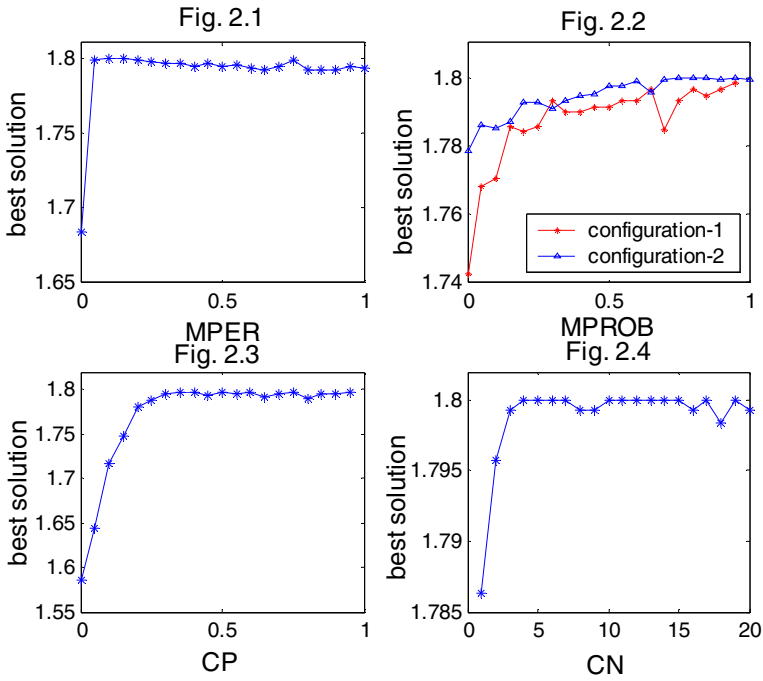 Fig. 2.1
1.8
1.75
1.7
1.65
best solution
0
0.5
1
MPER
Fig. 2.2
1.8
1.78
1.76
1.74
best solution
configuration-1
configuration-2
0
0.5
1
MPROB
Fig. 2.3
1.8
1.75
1.7
1.65
1.6
1.55
best solution
0
0.5
1
CP
Fig. 2.4
1.8
1.795
1.79
1.785
best solution
0
5
10
15
20
CN